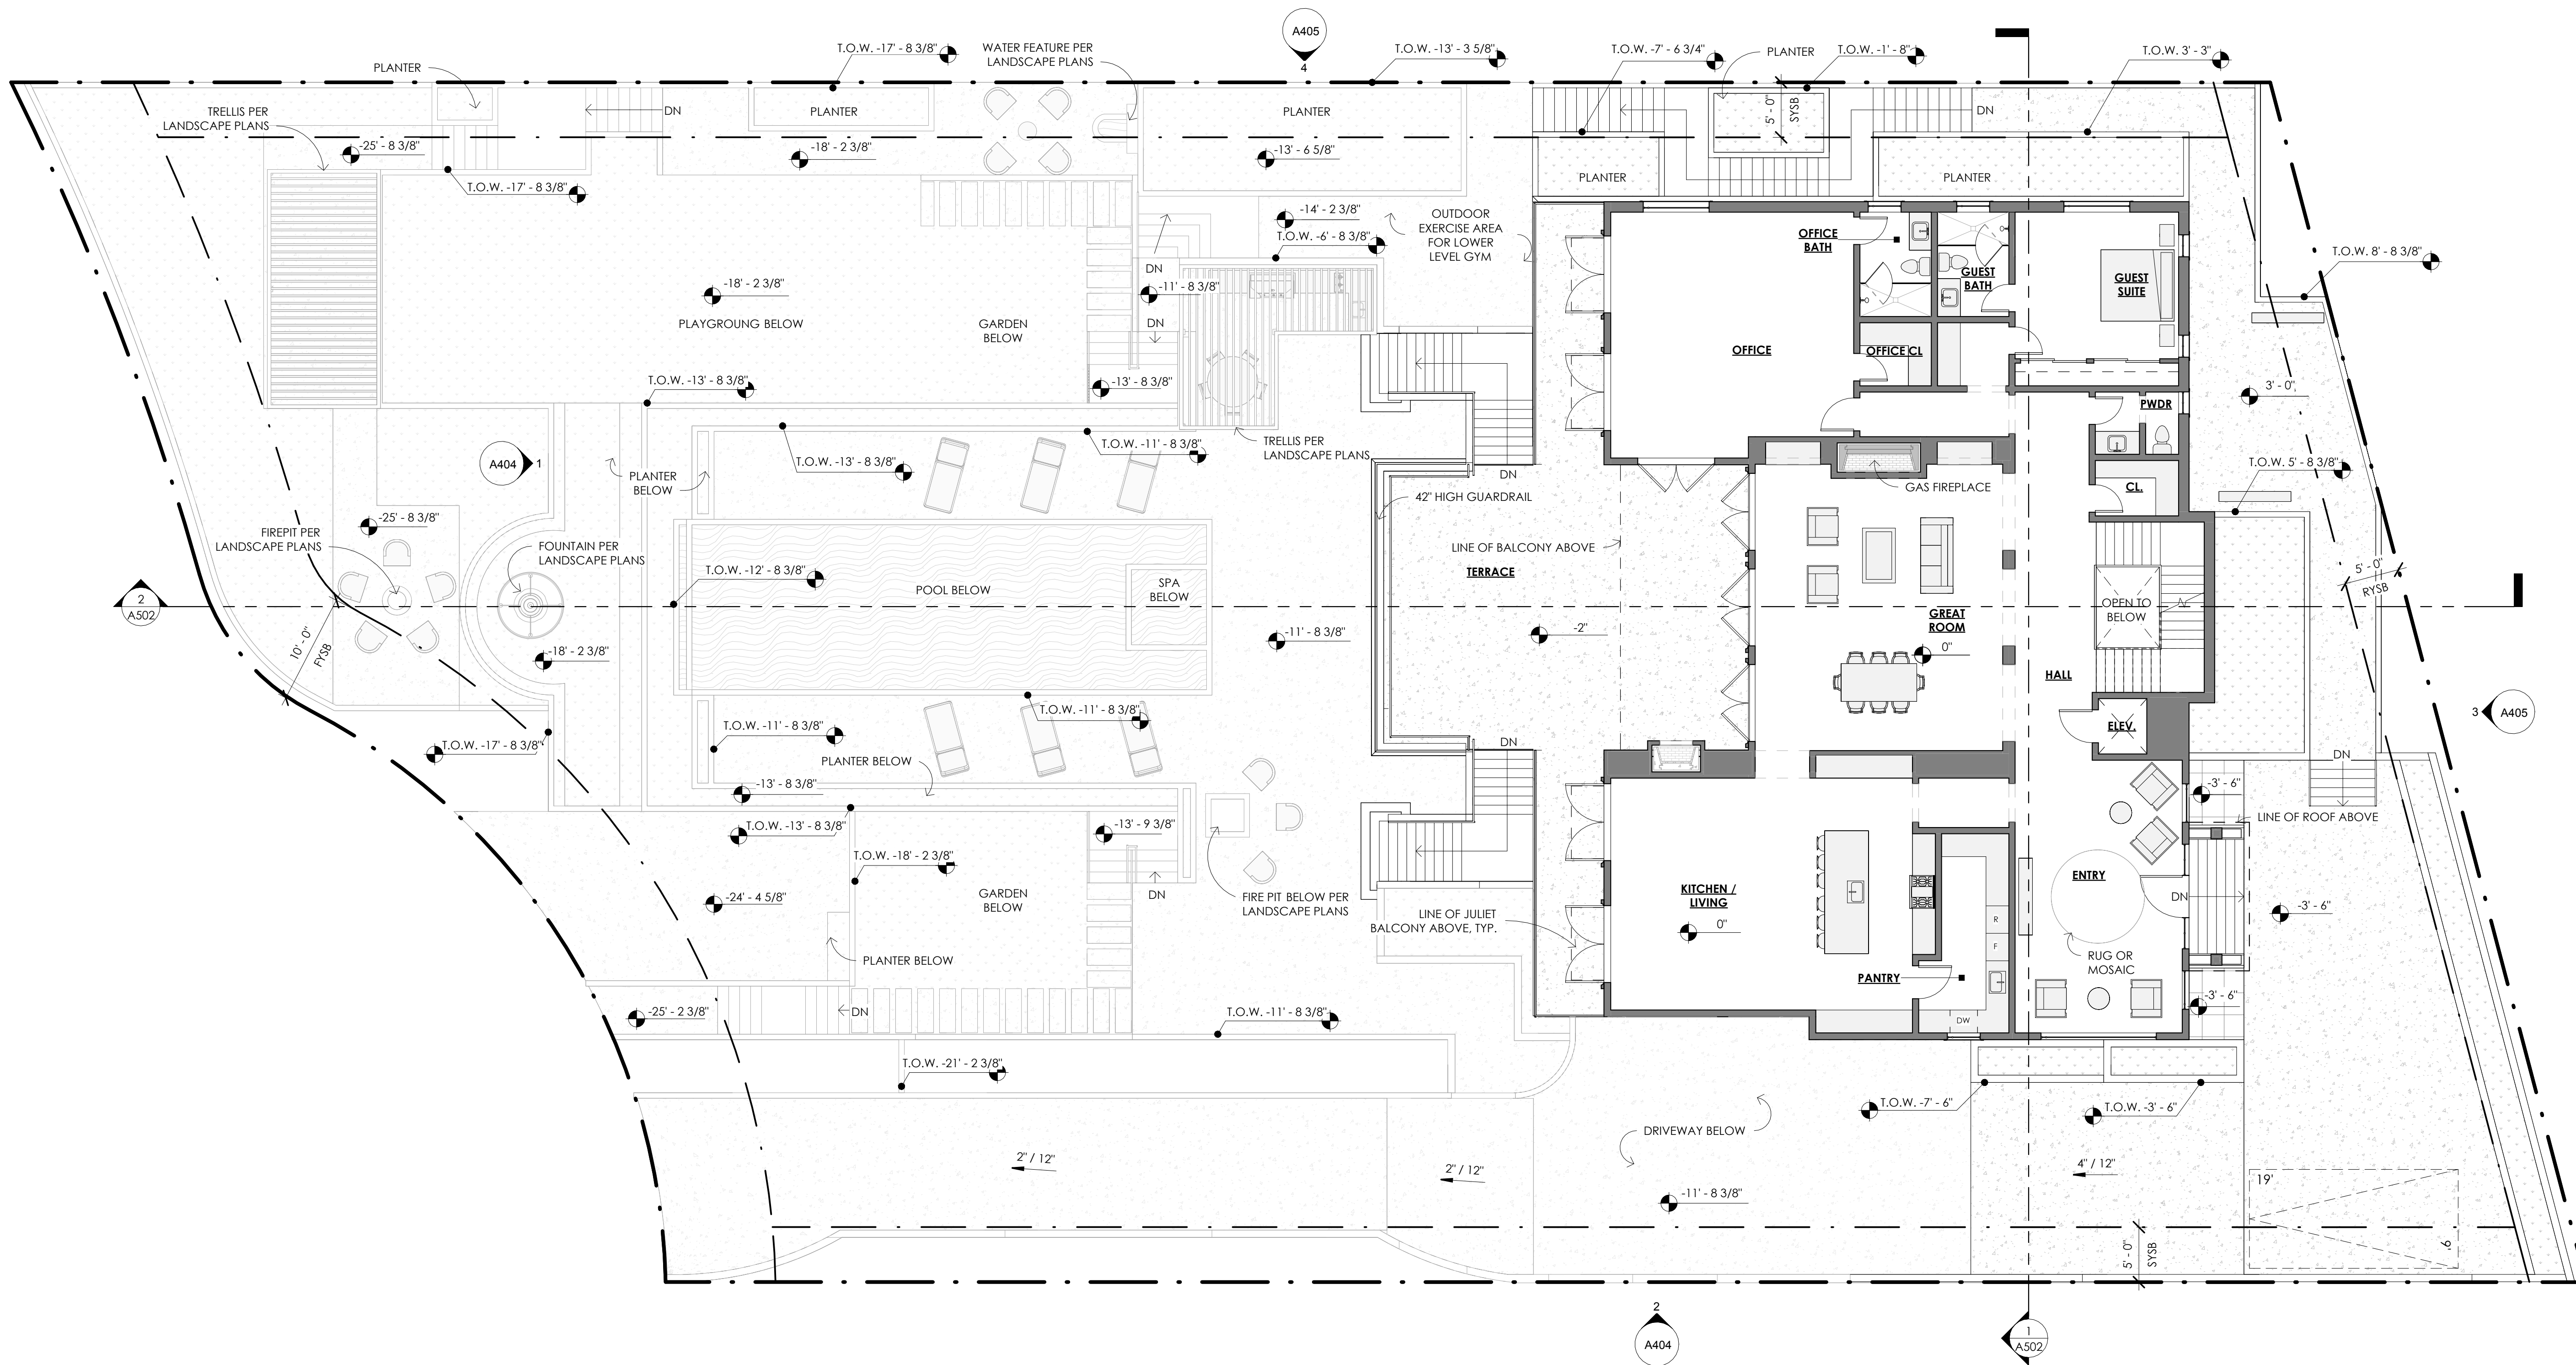 A405
4
T.O.W. -17' - 8 3/8"
WATER FEATURE PER
LANDSCAPE PLANS
T.O.W. -13' - 3 5/8"
T.O.W. -7' - 6 3/4"
PLANTER
T.O.W. -1' - 8"
T.O.W. 3' - 3"
PLANTER
TRELLIS PER
LANDSCAPE PLANS
DN
PLANTER
PLANTER
5' - 0"
SYSB
DN
-25' - 8 3/8"
-18' - 2 3/8"
-13' - 6 5/8"
T.O.W. -17' - 8 3/8"
PLANTER
PLANTER
-14' - 2 3/8"
T.O.W. -6' - 8 3/8"
OUTDOOR
EXERCISE AREA
FOR LOWER
LEVEL GYM
OFFICE
BATH
GUEST
BATH
GUEST
SUITE
T.O.W. 8' - 8 3/8"
DN
-18' - 2 3/8"
-11' - 8 3/8"
PLAYGROUNG BELOW
GARDEN
BELOW
DN
OFFICE
OFFICE CL
T.O.W. -13' - 8 3/8"
-13' - 8 3/8"
3' - 0"
PWDR
A404
1
PLANTER
BELOW
T.O.W. -13' - 8 3/8"
T.O.W. -11' - 8 3/8"
TRELLIS PER
LANDSCAPE PLANS
DN
42" HIGH GUARDRAIL
GAS FIREPLACE
CL.
T.O.W. 5' - 8 3/8"
-25' - 8 3/8"
FIREPIT PER
LANDSCAPE PLANS
FOUNTAIN PER
LANDSCAPE PLANS
T.O.W. -12' - 8 3/8"
POOL BELOW
SPA
BELOW
LINE OF BALCONY ABOVE
TERRACE
5' - 0"
RYSB
2
A502
OPEN TO
BELOW
GREAT
ROOM
0"
10' - 0"
FYSB
-18' - 2 3/8"
-11' - 8 3/8"
-2"
HALL
T.O.W. -17' - 8 3/8"
T.O.W. -11' - 8 3/8"
T.O.W. -11' - 8 3/8"
DN
ELEV.
3
A405
PLANTER BELOW
DN
-13' - 8 3/8"
-3' - 6"
T.O.W. -13' - 8 3/8"
-13' - 9 3/8"
LINE OF ROOF ABOVE
T.O.W. -18' - 2 3/8"
-24' - 4 5/8"
GARDEN
BELOW
DN
FIRE PIT BELOW PER
LANDSCAPE PLANS
KITCHEN /
LIVING
0"
ENTRY
DN
-3' - 6"
LINE OF JULIET
BALCONY ABOVE, TYP.
R
F
PLANTER BELOW
RUG OR
MOSAIC
PANTRY
-3' - 6"
-25' - 2 3/8"
DN
T.O.W. -11' - 8 3/8"
DW
T.O.W. -21' - 2 3/8"
T.O.W. -7' - 6"
T.O.W. -3' - 6"
DRIVEWAY BELOW
2" / 12"
2" / 12"
4" / 12"
19'
-11' - 8 3/8"
5' - 0"
SYSB
9'
2
A404
1
A502